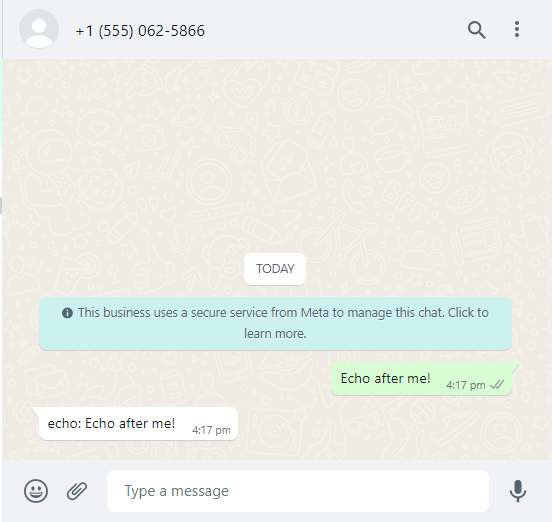 +1 (555) 062-5866
TODAY
This business uses a secure service from Meta to manage this chat. Click to
learn more.
Echo after me! 4:17 pm
echo: Echo after me! 4:17 pm
Type a message